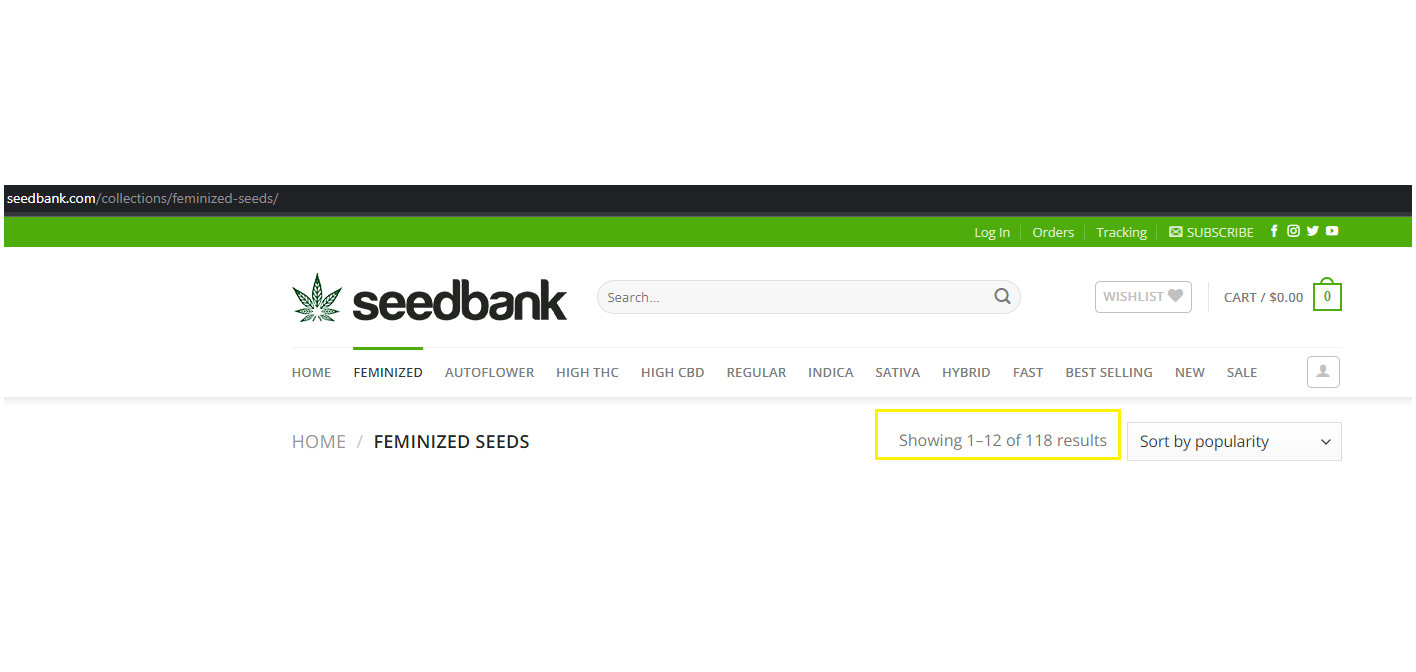 seedbank.com/collections/feminized-seeds/
Log In Orders Tracking SUBSCRIBE
seedbank Search... WISHLIST CART / $0.00 0
HOME FEMINIZED AUTOFLOWER HIGH THC HIGH CBD REGULAR INDICA SATIVA HYBRID FAST BEST SELLING NEW SALE
HOME / FEMINIZED SEEDS Showing 1–12 of 118 results Sort by popularity